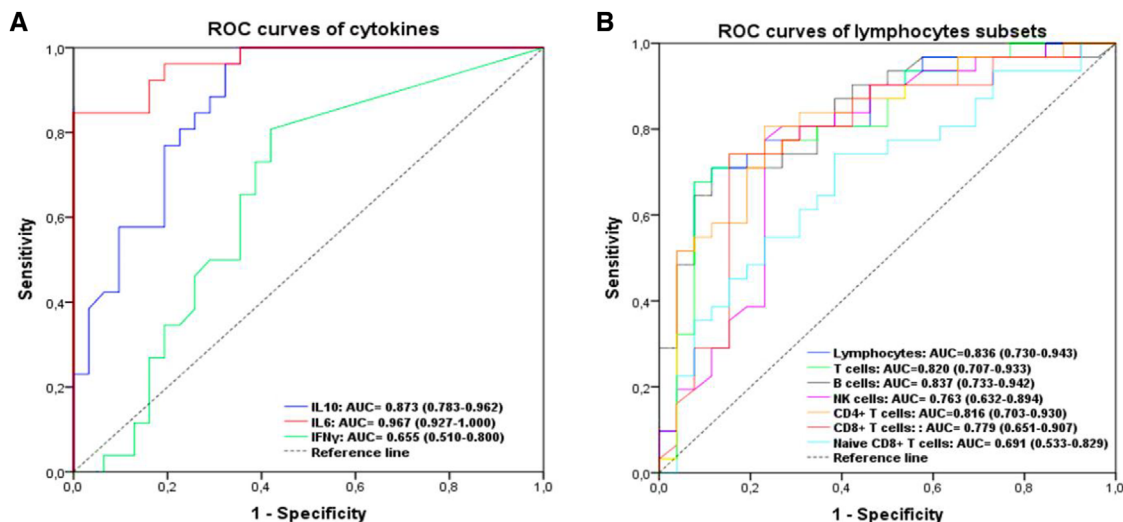 A
ROC curves of cytokines
1,0
0,8
0,6
0,4
0,2
0,0
Sensitivity
IL10: AUC= 0.873 (0.783-0.962)
IL6: AUC= 0.967 (0.927-1.000)
IFNγ: AUC= 0.655 (0.510-0.800)
Reference line
0,0 0,2 0,4 0,6 0,8 1,0
1 - Specificity
B
ROC curves of lymphocytes subsets
1,0
0,8
0,6
0,4
0,2
0,0
Sensitivity
Lymphocytes: AUC=0.836 (0.730-0.943)
T cells: AUC=0.820 (0.707-0.933)
B cells: AUC= 0.837 (0.733-0.942)
NK cells: AUC= 0.763 (0.632-0.894)
CD4+ T cells: AUC=0.816 (0.703-0.930)
CD8+ T cells: : AUC= 0.779 (0.651-0.907)
Naive CD8+ T cells: AUC= 0.691 (0.533-0.829)
Reference line
0,0 0,2 0,4 0,6 0,8 1,0
1 - Specificity